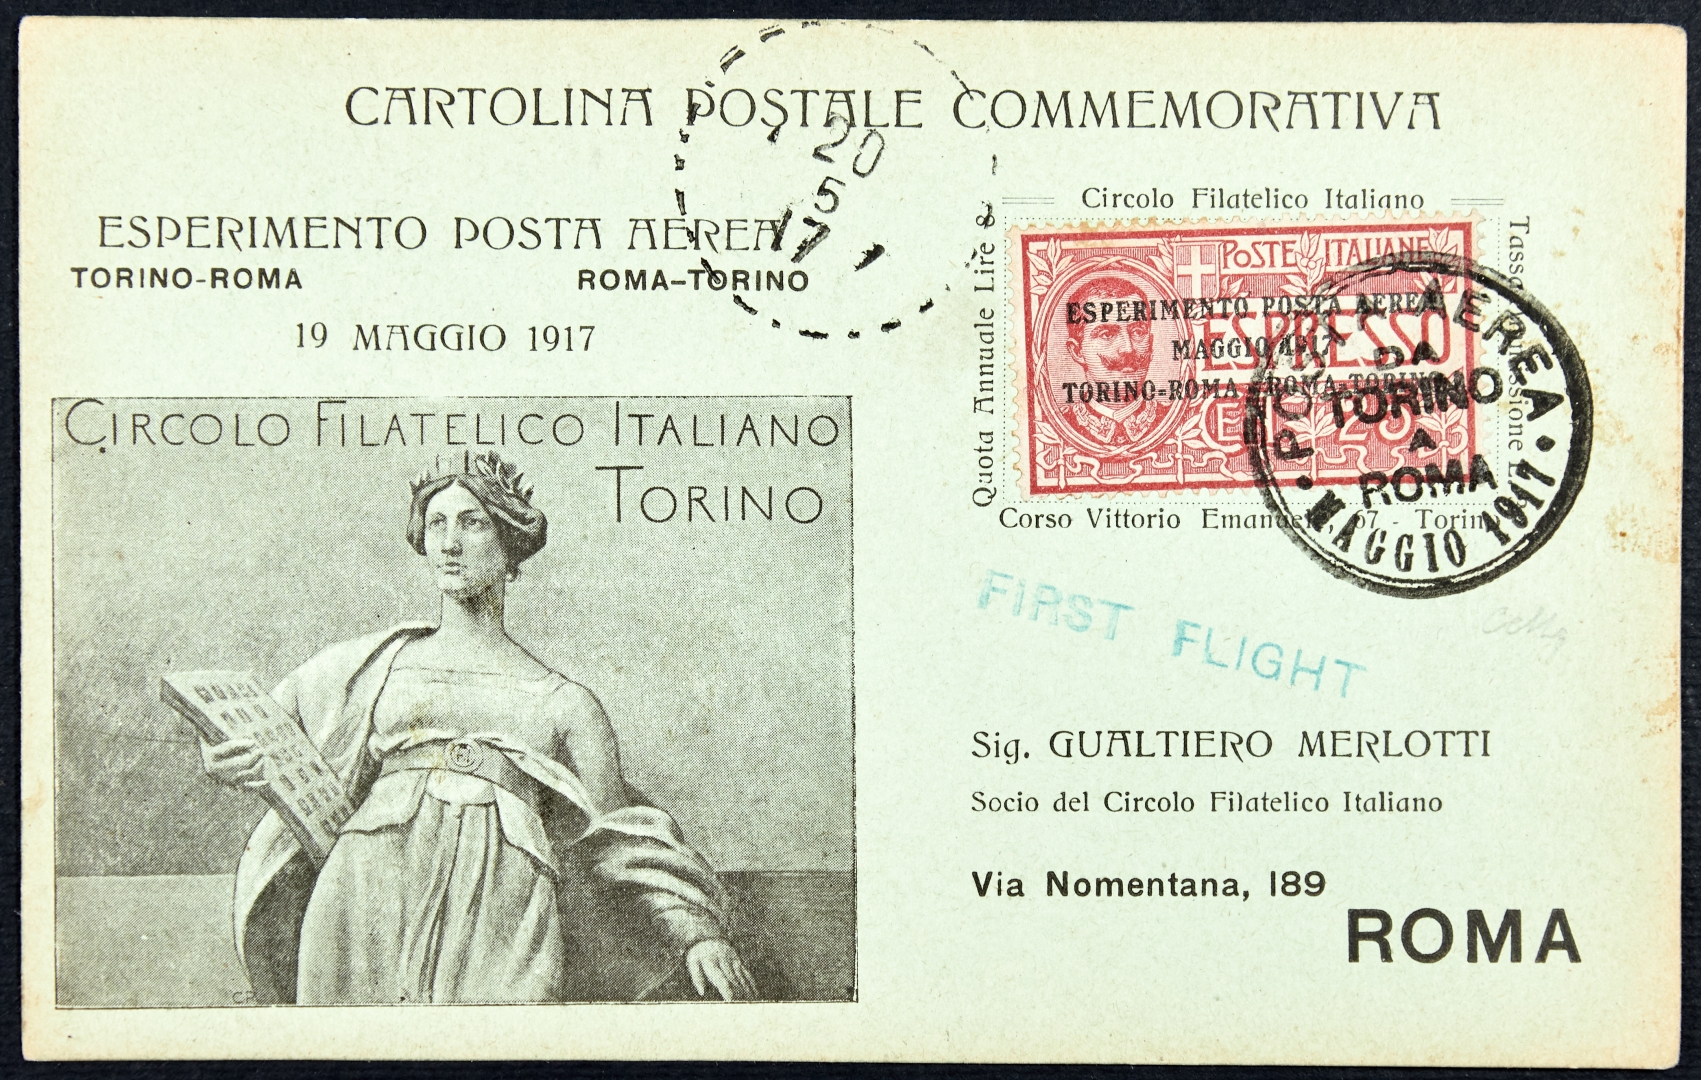 CARTOLINA POSTALE COMMEMORATIVA
20
5
17
ESPERIMENTO POSTA AEREA
TORINO-ROMA ROMA-TORINO
19 MAGGIO 1917
CIRCOLO FILATELICO ITALIANO
TORINO
CR
Circolo Filatelico Italiano
Quota Annuale Lire 8
Corso Vittorio 67 - Torino
POSTE ITALIANE
ESPRESSO
ESPERIMENTO POSTA AEREA
MAGGIO 1917
TORINO-ROMA · ROMA-TORINO
POSTA AEREA
DA
TORINO
A
ROMA
MAGGIO 1917
FIRST FLIGHT
Sig. GUALTIERO MERLOTTI
Socio del Circolo Filatelico Italiano
Via Nomentana, 189
ROMA